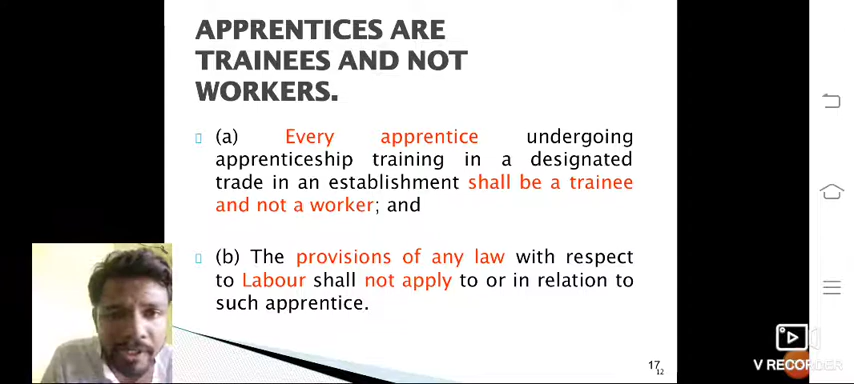 APPRENTICES ARE
TRAINEES AND NOT
WORKERS.
(a) Every apprentice undergoing
apprenticeship training in a designated
trade in an establishment shall be a trainee
and not a worker; and
(b) The provisions of any law with respect
to Labour shall not apply to or in relation to
such apprentice.
17
12
V RECORDER